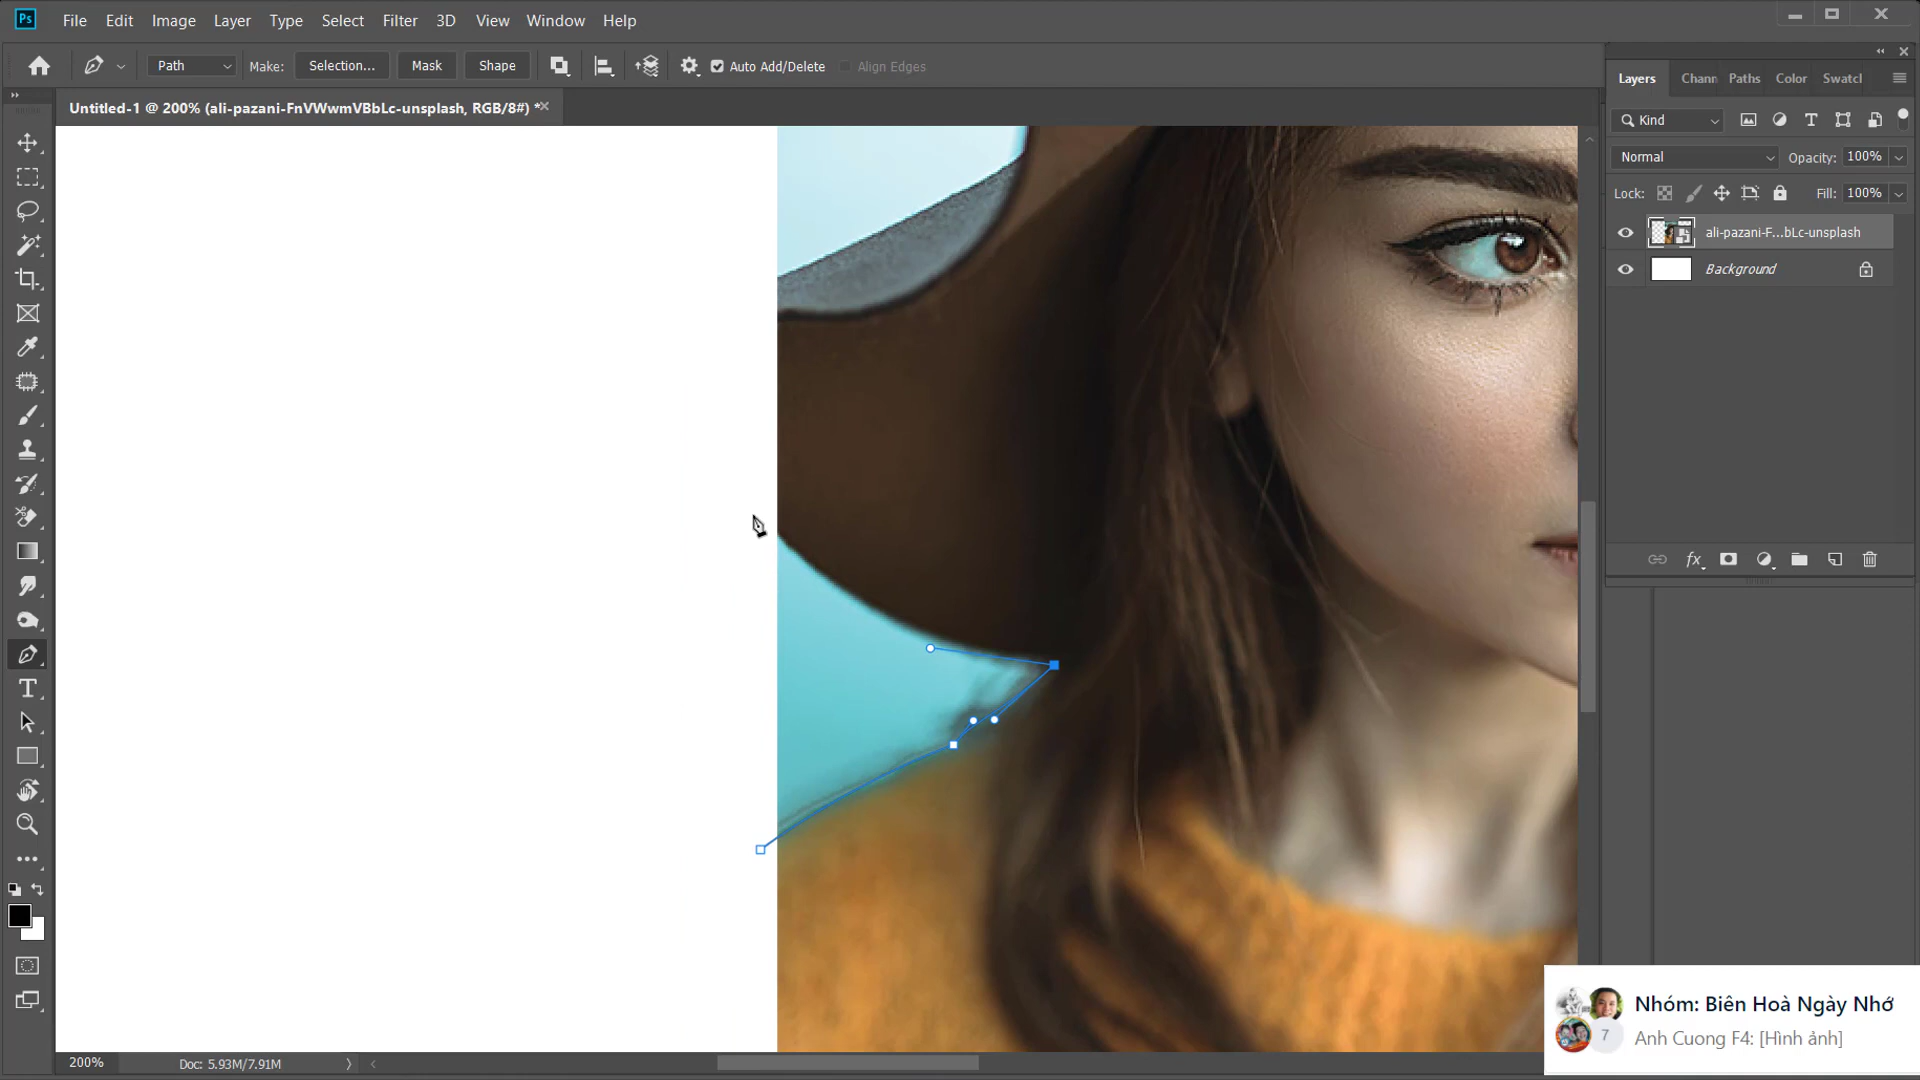 Ps File Edit Image Layer Type Select Filter 3D View Window Help
Path Make: Selection... Mask Shape Auto Add/Delete Align Edges
Untitled-1 @ 200% (ali-pazani-FnVWwmVBbLc-unsplash, RGB/8#) *
Layers Chann Paths Color Swatcl
Kind
Normal Opacity: 100%
Lock: Fill: 100%
ali-pazani-F...bLc-unsplash
Background
fx
T
Nhóm: Biên Hoà Ngày Nhớ
7
Anh Cuong F4: [Hình ảnh]
200% Doc: 5.93M/7.91M